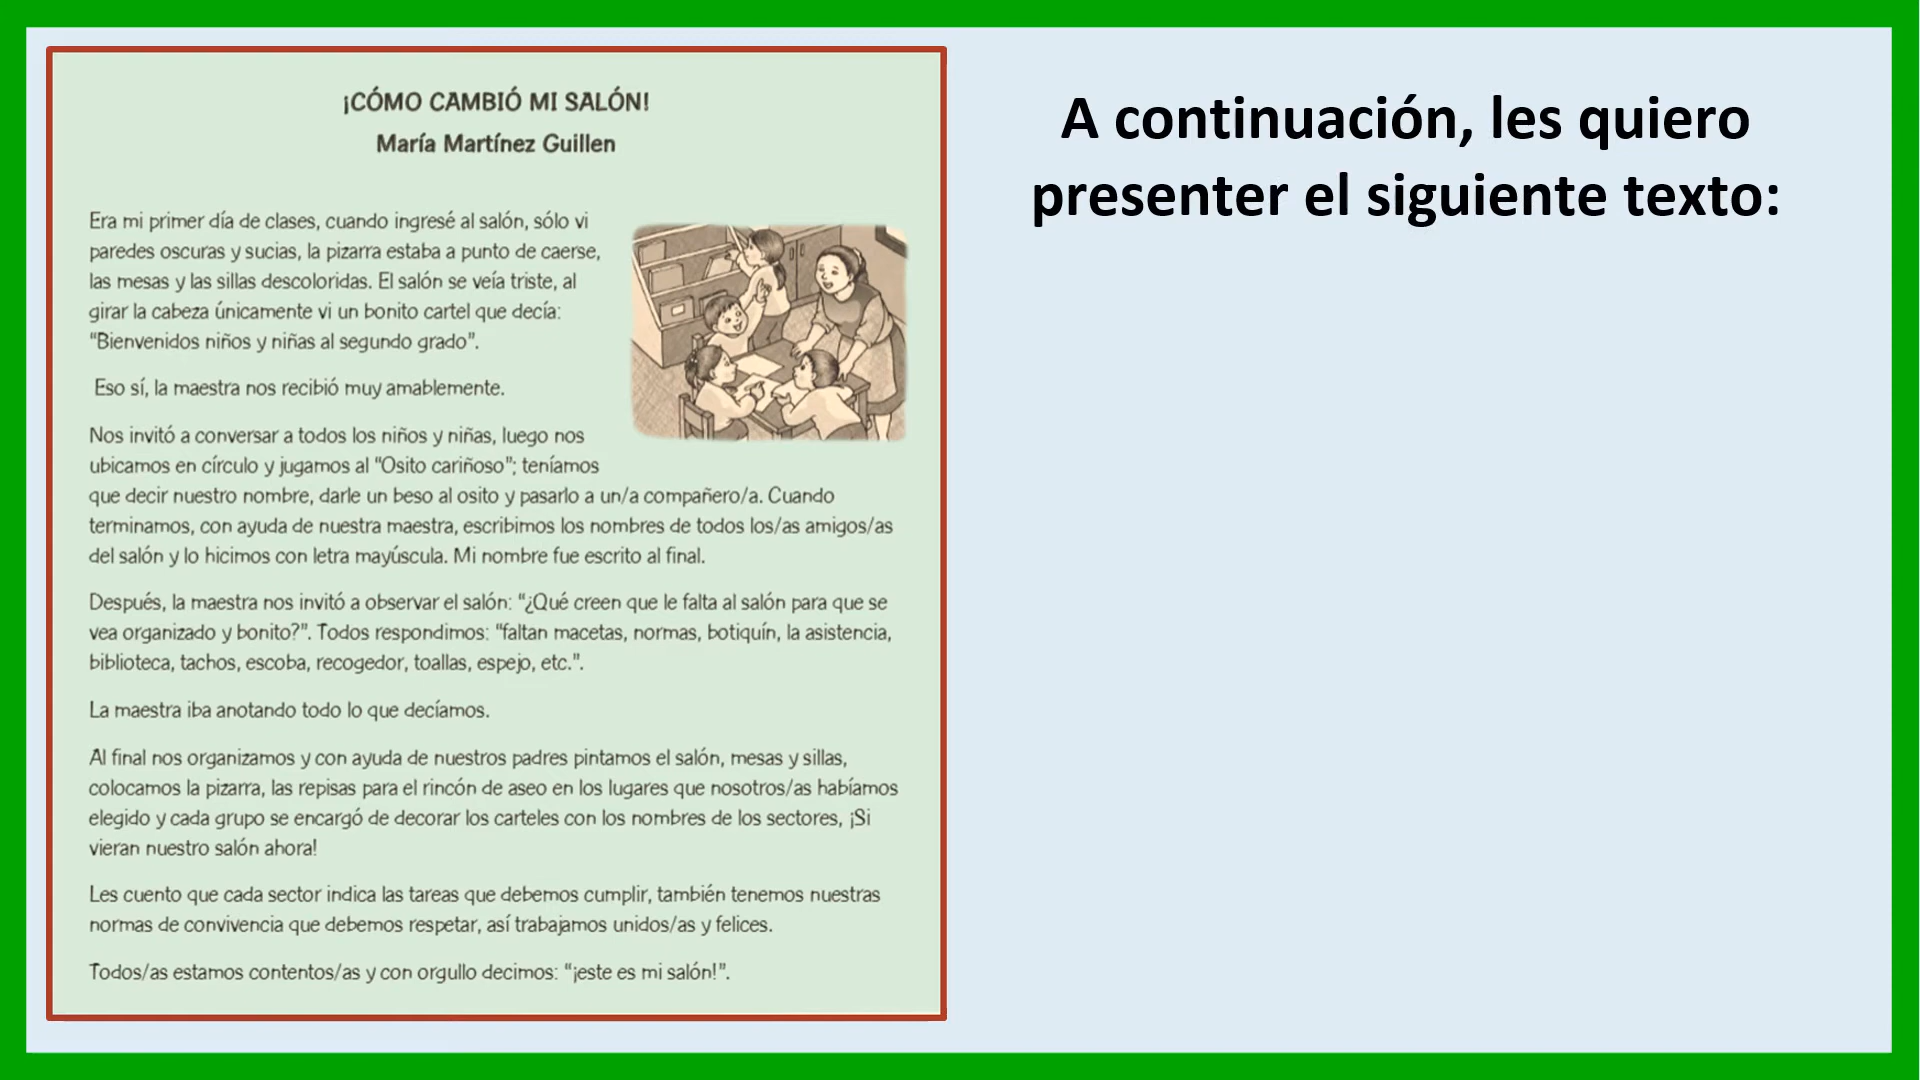 ¡CÓMO CAMBIÓ MI SALÓN!
María Martínez Guillen
Era mi primer día de clases, cuando ingresé al salón, sólo vi
paredes oscuras y sucias, la pizarra estaba a punto de caerse,
las mesas y las sillas descoloridas. El salón se veía triste, al
girar la cabeza únicamente vi un bonito cartel que decía:
“Bienvenidos niños y niñas al segundo grado”.
Eso sí, la maestra nos recibió muy amablemente.
Nos invitó a conversar a todos los niños y niñas, luego nos
ubicamos en círculo y jugamos al “Osito cariñoso”; teníamos
que decir nuestro nombre, darle un beso al osito y pasarlo a un/a compañero/a. Cuando
terminamos, con ayuda de nuestra maestra, escribimos los nombres de todos los/as amigos/as
del salón y lo hicimos con letra mayúscula. Mi nombre fue escrito al final.
Después, la maestra nos invitó a observar el salón: “¿Qué creen que le falta al salón para que se
vea organizado y bonito?”. Todos respondimos: “faltan macetas, normas, botiquín, la asistencia,
biblioteca, tachos, escoba, recogedor, toallas, espejo, etc.”.
La maestra iba anotando todo lo que decíamos.
Al final nos organizamos y con ayuda de nuestros padres pintamos el salón, mesas y sillas,
colocamos la pizarra, las repisas para el rincón de aseo en los lugares que nosotros/as habíamos
elegido y cada grupo se encargó de decorar los carteles con los nombres de los sectores, ¡Si
vieran nuestro salón ahora!
Les cuento que cada sector indica las tareas que debemos cumplir, también tenemos nuestras
normas de convivencia que debemos respetar, así trabajamos unidos/as y felices.
Todos/as estamos contentos/as y con orgullo decimos: “¡este es mi salón!”.
A continuación, les quiero
presenter el siguiente texto: